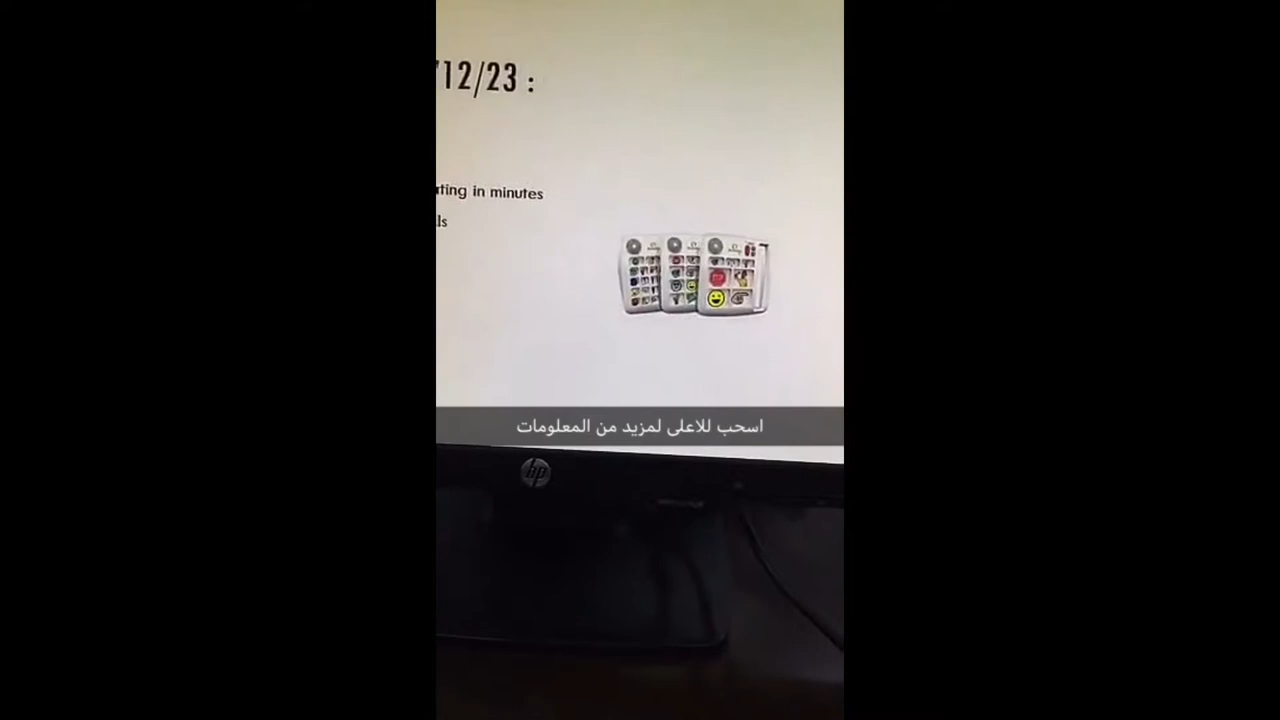 /12/23 :
ting in minutes
ls
اسحب للاعلى لمزيد من المعلومات
hp